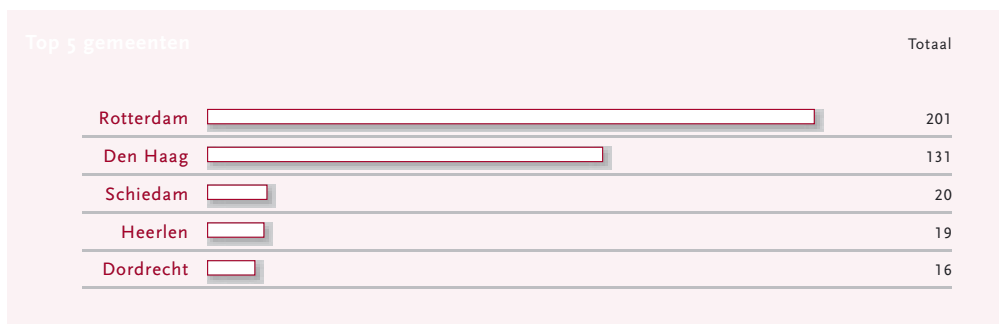 Top 5 gemeenten Totaal
Rotterdam 201
Den Haag 131
Schiedam 20
Heerlen 19
Dordrecht 16